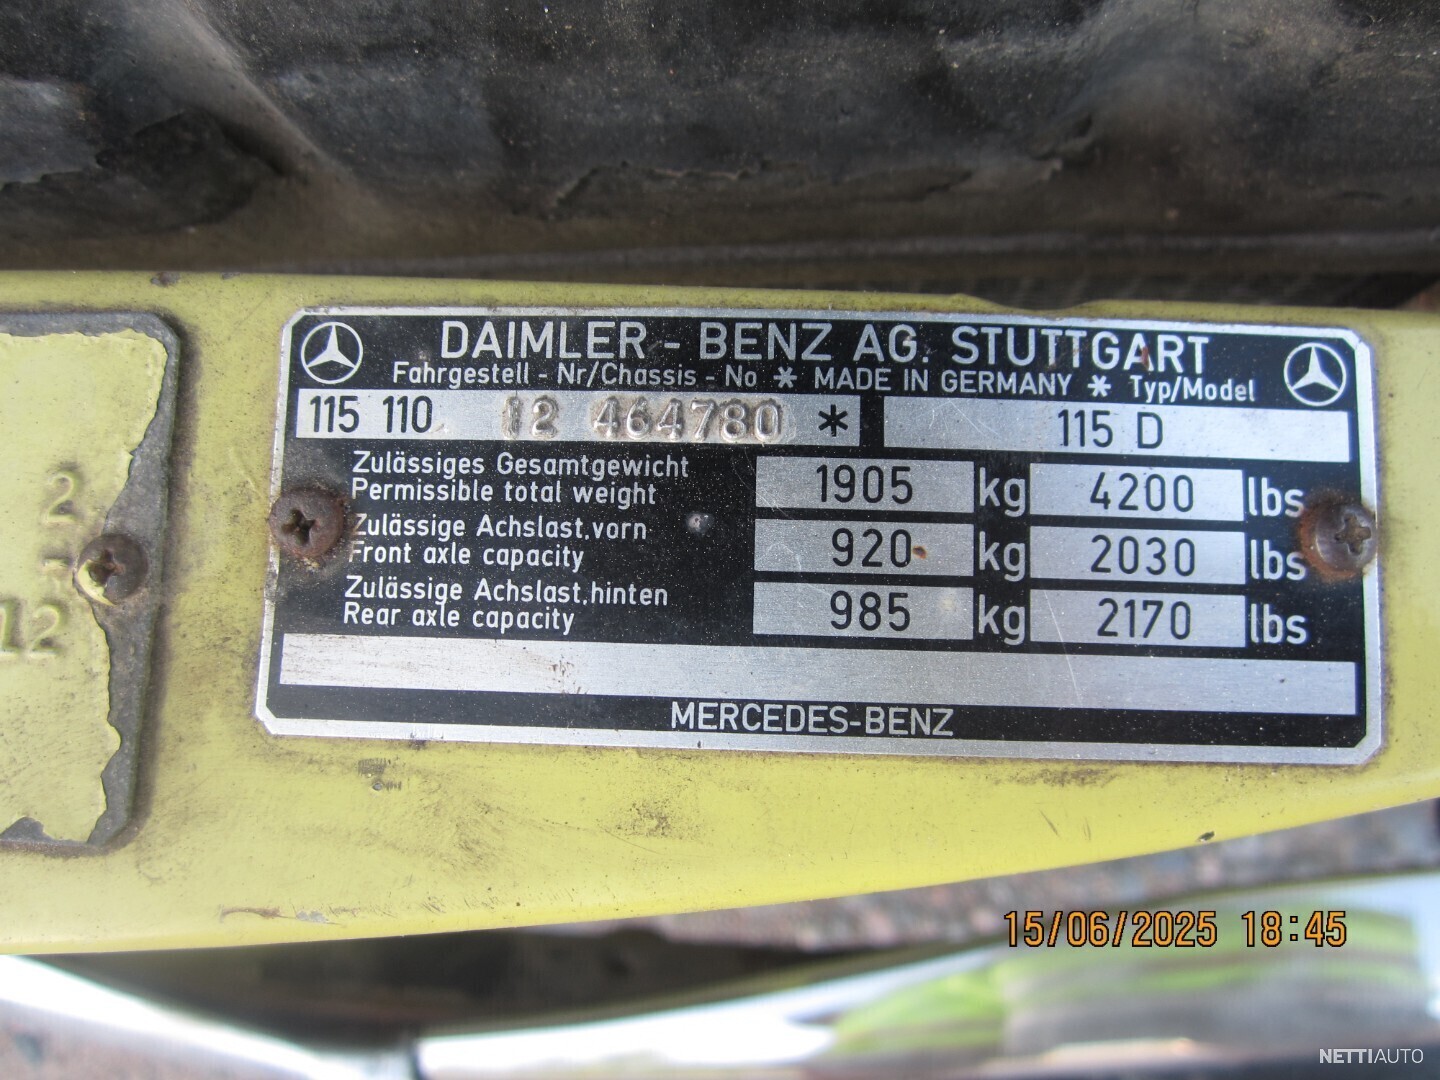 DAIMLER - BENZ AG. STUTTGART
Fahrgestell - Nr/Chassis - No * MADE IN GERMANY * Typ/Model
115 110 12 464780 * 115 D
Zulässiges Gesamtgewicht
Permissible total weight 1905 kg 4200 lbs
Zulässige Achslast, vorn
Front axle capacity 920 kg 2030 lbs
Zulässige Achslast, hinten
Rear axle capacity 985 kg 2170 lbs
MERCEDES-BENZ
2
-
12
15/06/2025 18:45
NETTIAUTO